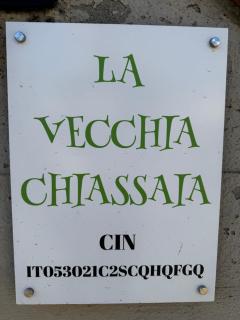 LA
VECCHIA
CHIASSAIA
CIN
IT053021C2SCQHQFGQ